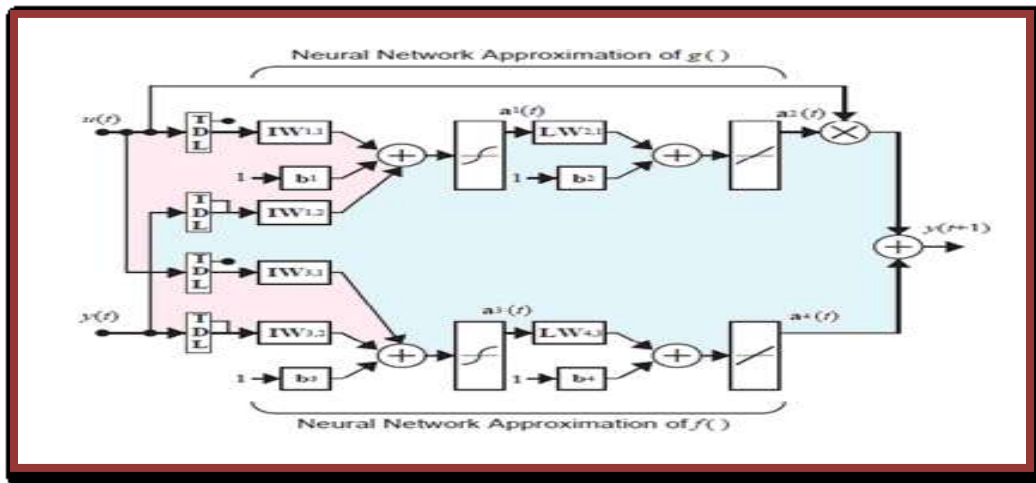 Neural Network Approximation of g ( )
u(t)
T
D
L
IW1,1
a1(t)
LW2,1
a2(t)
1
b1
1
b2
T
D
L
IW1,2
y(t+1)
T
D
L
IW3,1
y(t)
T
D
L
IW3,2
a3 (t)
LW4,3
a4 (t)
1
b3
1
b4
Neural Network Approximation of f ( )